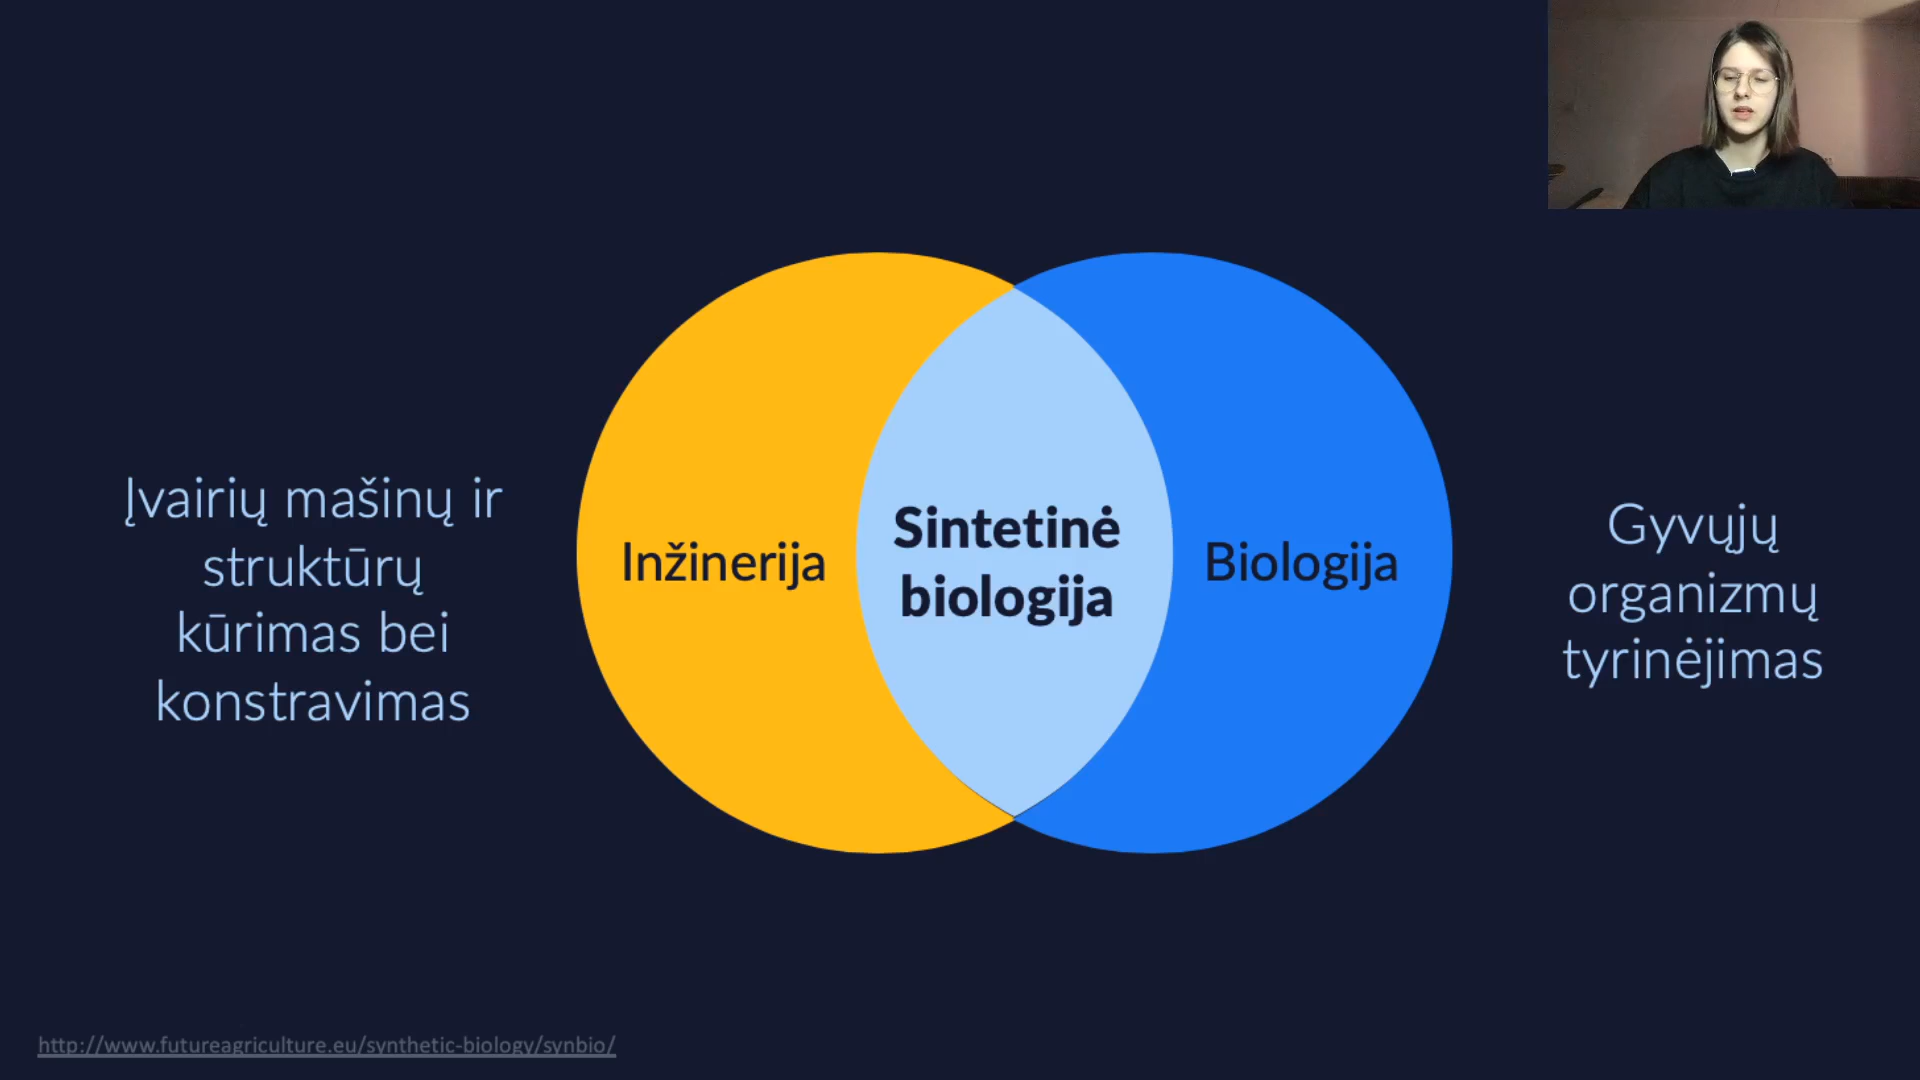 Įvairių mašinų ir
struktūrų
kūrimas bei
konstravimas
Inžinerija
Sintetinė
biologija
Biologija
Gyvųjų
organizmų
tyrinėjimas
http://www.futureagriculture.eu/synthetic-biology/synbio/